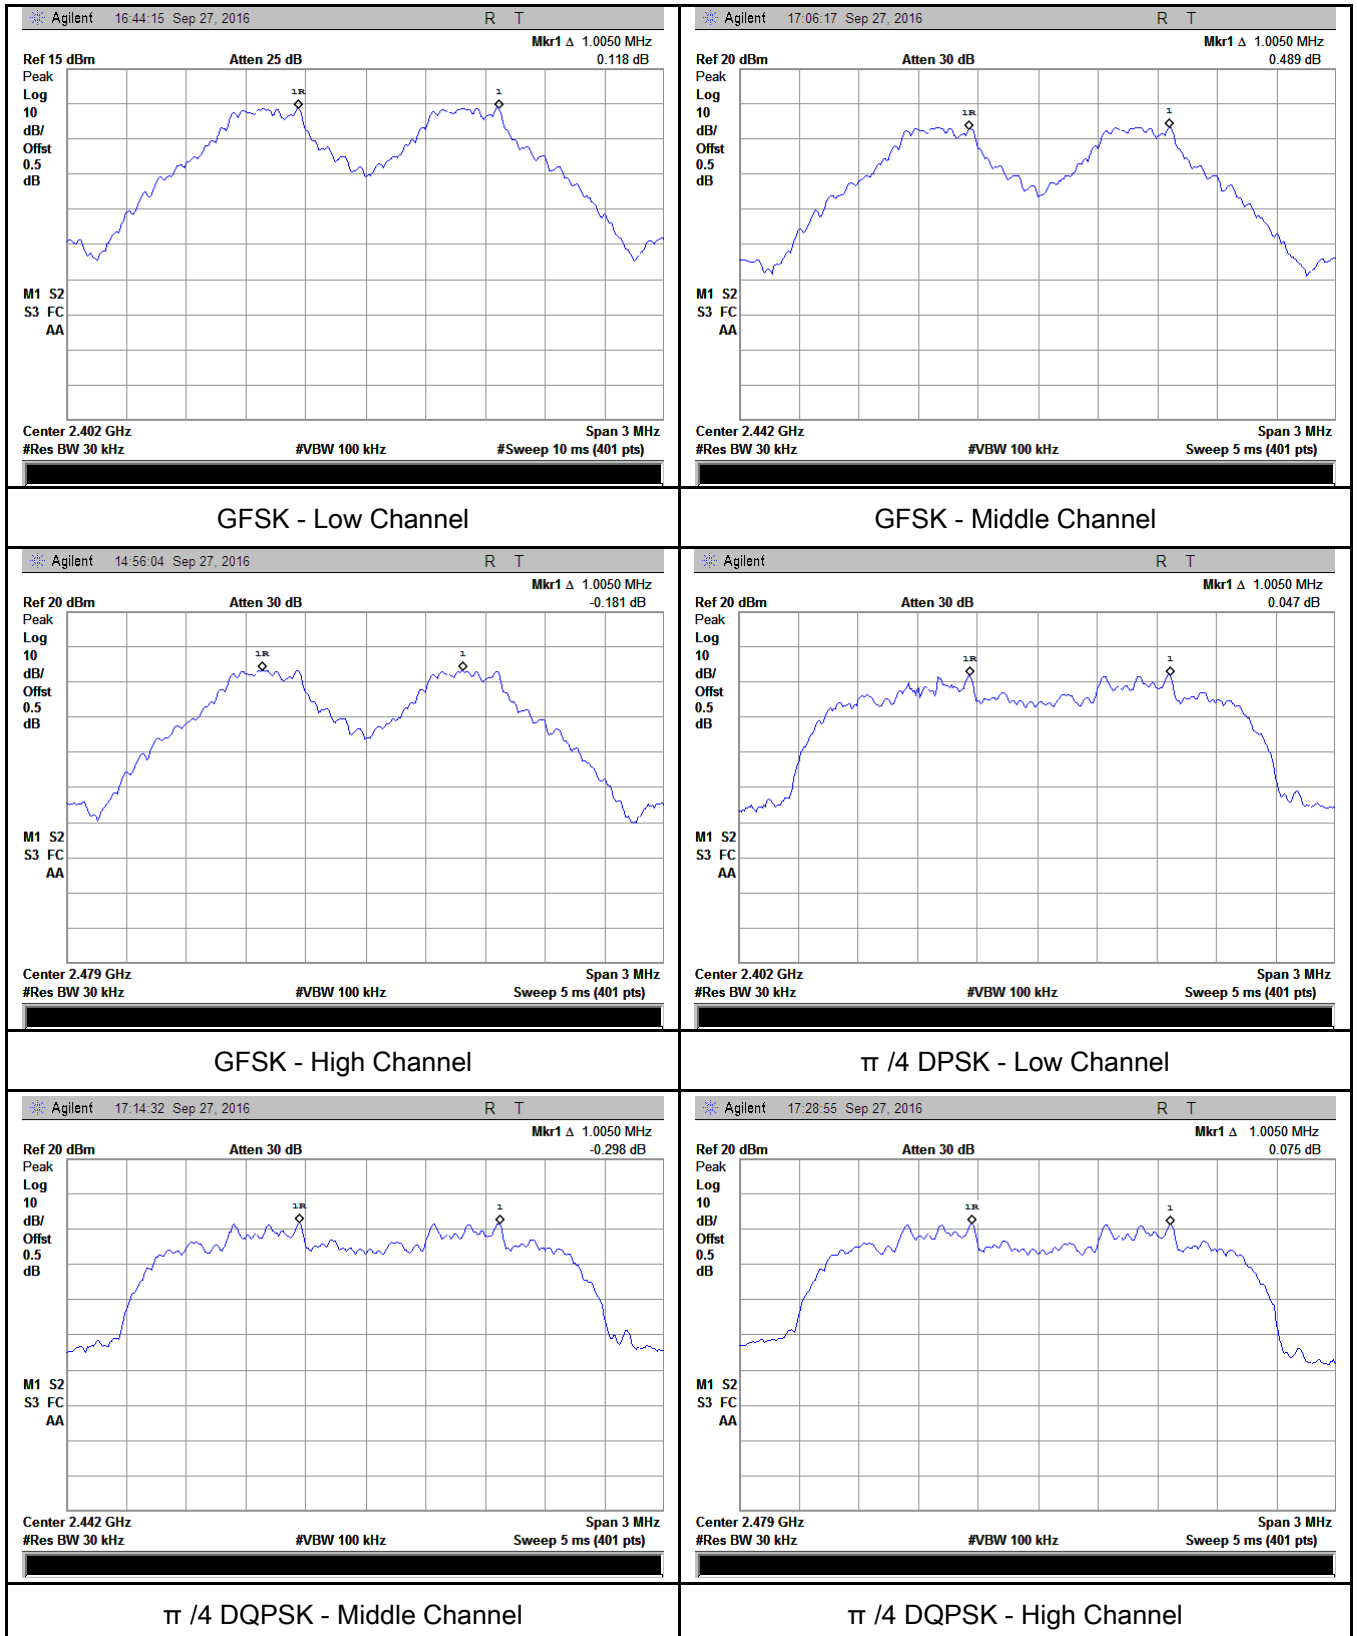 Agilent 16:44:15 Sep 27, 2016 R T
Mkr1 Δ 1.0050 MHz
Ref 15 dBm Atten 25 dB 0.118 dB
Peak
Log
10
dB/
Offst
0.5
dB
1R 1
M1 S2
S3 FC
AA
Center 2.402 GHz Span 3 MHz
#Res BW 30 kHz #VBW 100 kHz #Sweep 10 ms (401 pts)
GFSK - Low Channel
Agilent 17:06:17 Sep 27, 2016 R T
Mkr1 Δ 1.0050 MHz
Ref 20 dBm Atten 30 dB 0.489 dB
Peak
Log
10
dB/
Offst
0.5
dB
1R 1
M1 S2
S3 FC
AA
Center 2.442 GHz Span 3 MHz
#Res BW 30 kHz #VBW 100 kHz Sweep 5 ms (401 pts)
GFSK - Middle Channel
Agilent 14:56:04 Sep 27, 2016 R T
Mkr1 Δ 1.0050 MHz
Ref 20 dBm Atten 30 dB -0.181 dB
Peak
Log
10
dB/
Offst
0.5
dB
1R 1
M1 S2
S3 FC
AA
Center 2.479 GHz Span 3 MHz
#Res BW 30 kHz #VBW 100 kHz Sweep 5 ms (401 pts)
GFSK - High Channel
Agilent R T
Mkr1 Δ 1.0050 MHz
Ref 20 dBm Atten 30 dB 0.047 dB
Peak
Log
10
dB/
Offst
0.5
dB
1R 1
M1 S2
S3 FC
AA
Center 2.402 GHz Span 3 MHz
#Res BW 30 kHz #VBW 100 kHz Sweep 5 ms (401 pts)
π /4 DPSK - Low Channel
Agilent 17:14:32 Sep 27, 2016 R T
Mkr1 Δ 1.0050 MHz
Ref 20 dBm Atten 30 dB -0.298 dB
Peak
Log
10
dB/
Offst
0.5
dB
1R 1
M1 S2
S3 FC
AA
Center 2.442 GHz Span 3 MHz
#Res BW 30 kHz #VBW 100 kHz Sweep 5 ms (401 pts)
π /4 DQPSK - Middle Channel
Agilent 17:28:55 Sep 27, 2016 R T
Mkr1 Δ 1.0050 MHz
Ref 20 dBm Atten 30 dB 0.075 dB
Peak
Log
10
dB/
Offst
0.5
dB
1R 1
M1 S2
S3 FC
AA
Center 2.479 GHz Span 3 MHz
#Res BW 30 kHz #VBW 100 kHz Sweep 5 ms (401 pts)
π /4 DQPSK - High Channel